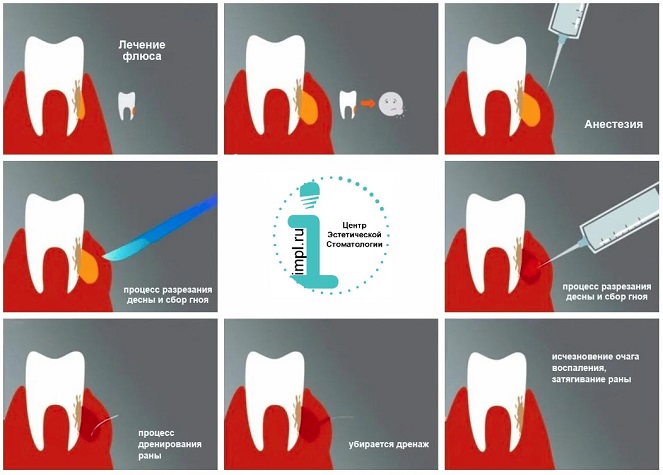 Лечение
флюса
Анестезия
процесс разрезания
десны и сбор гноя
impl.ru
Центр
Эстетической
Стоматологии
процесс разрезания
десны и сбор гноя
процесс
дренирования
раны
убирается дренаж
исчезновение очага
воспаления,
затягивание раны